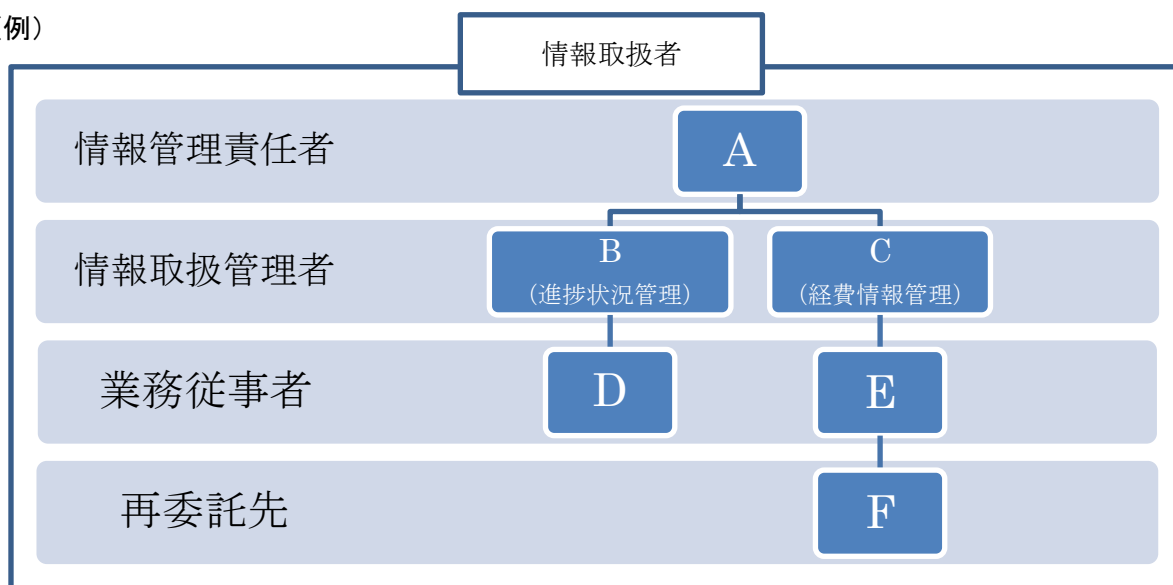 例）
情報取扱者
情報管理責任者
A
情報取扱管理者
B
（進捗状況管理）
C
（経費情報管理）
業務従事者
D
E
再委託先
F